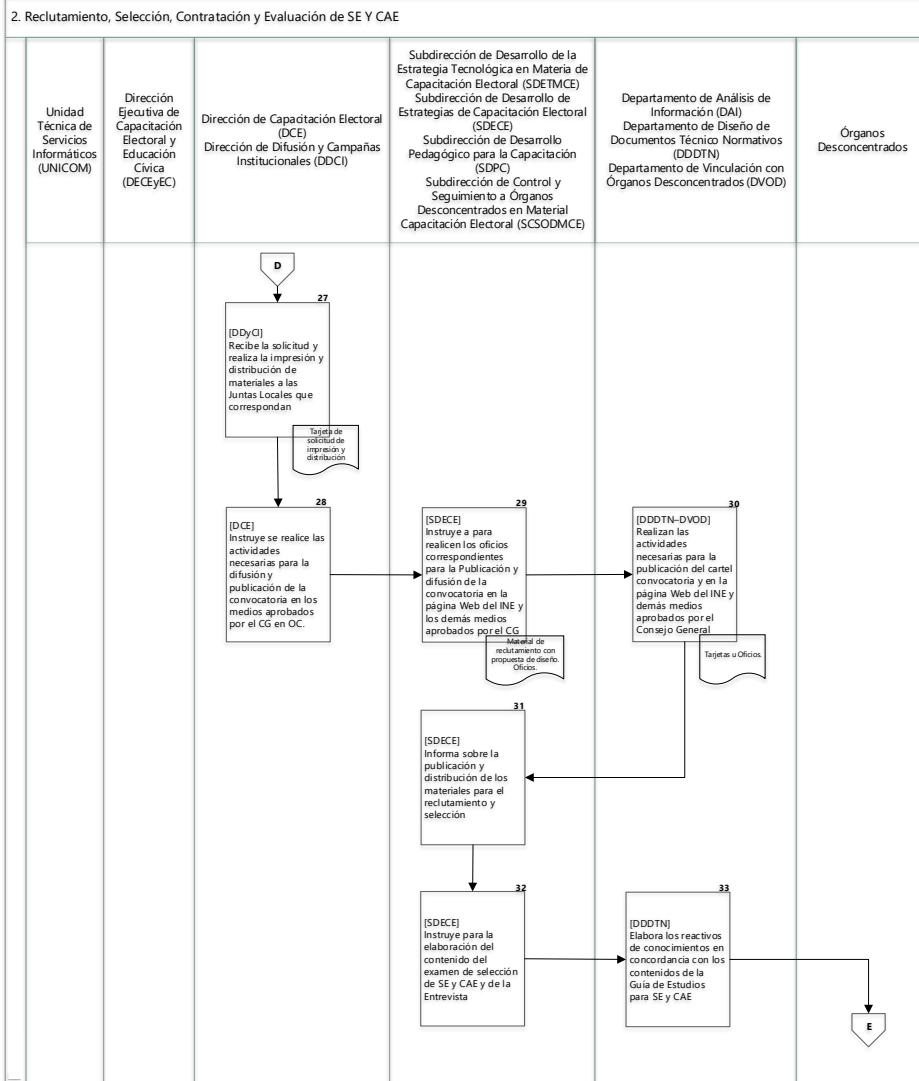 2. Reclutamiento, Selección, Contratación y Evaluación de SE Y CAE
Unidad
Técnica de
Servicios
Informáticos
(UNICOM)
Dirección
Ejecutiva de
Capacitación
Electoral y
Educación
Cívica
(DECEyEC)
Dirección de Capacitación Electoral
(DCE)
Dirección de Difusión y Campañas
Institucionales (DDCI)
Subdirección de Desarrollo de la
Estrategia Tecnológica en Materia de
Capacitación Electoral (SDETMCE)
Subdirección de Desarrollo de
Estrategias de Capacitación Electoral
(SDECE)
Subdirección de Desarrollo
Pedagógico para la Capacitación
(SDPC)
Subdirección de Control y
Seguimiento a Órganos
Desconcentrados en Material
Capacitación Electoral (SCSODMCE)
Departamento de Análisis de
Información (DAI)
Departamento de Diseño de
Documentos Técnico Normativos
(DDDTN)
Departamento de Vinculación con
Órganos Desconcentrados (DVOD)
Órganos
Desconcentrados
D
27
[DDyCI]
Recibe la solicitud y
realiza la impresión y
distribución de
materiales a las
Juntas Locales que
correspondan
Tarjeta de
solicitud de
impresión y
distribución
28
[DCE]
Instruye se realice las
actividades
necesarias para la
difusión y
publicación de la
convocatoria en los
medios aprobados
por el CG en OC.
29
[SDECE]
Instruye a para
realicen los oficios
correspondientes
para la Publicación y
difusión de la
convocatoria en la
página Web del INE y
los demás medios
aprobados por el CG
Material de
reclutamiento con
propuesta de diseño.
Oficios.
30
[DDDTN–DVOD]
Realizan las
actividades
necesarias para la
publicación del cartel
convocatoria y en la
página Web del INE y
demás medios
aprobados por el
Consejo General
Tarjetas u Oficios.
31
[SDECE]
Informa sobre la
publicación y
distribución de los
materiales para el
reclutamiento y
selección
32
[SDECE]
Instruye para la
elaboración del
contenido del
examen de selección
de SE y CAE y de la
Entrevista
33
[DDDTN]
Elabora los reactivos
de conocimientos en
concordancia con los
contenidos de la
Guía de Estudios
para SE y CAE
E